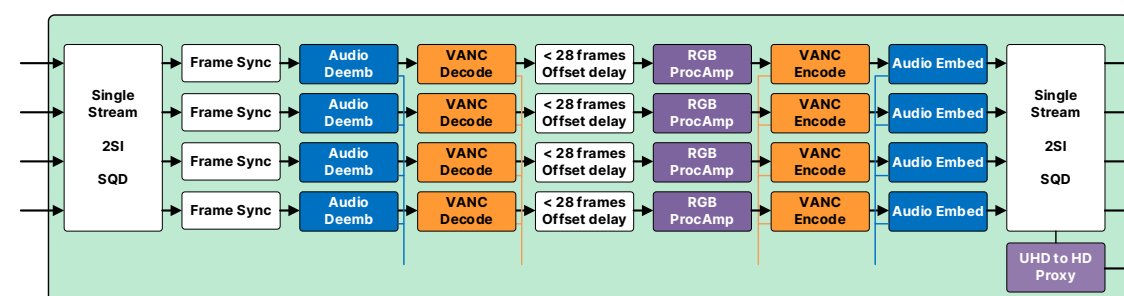 Single
Stream
2SI
SQD
Frame Sync
Audio
Deemb
VANC
Decode
< 28 frames
Offset delay
RGB
ProcAmp
VANC
Encode
Audio Embed
Frame Sync
Audio
Deemb
VANC
Decode
< 28 frames
Offset delay
RGB
ProcAmp
VANC
Encode
Audio Embed
Frame Sync
Audio
Deemb
VANC
Decode
< 28 frames
Offset delay
RGB
ProcAmp
VANC
Encode
Audio Embed
Frame Sync
Audio
Deemb
VANC
Decode
< 28 frames
Offset delay
RGB
ProcAmp
VANC
Encode
Audio Embed
Single
Stream
2SI
SQD
UHD to HD
Proxy